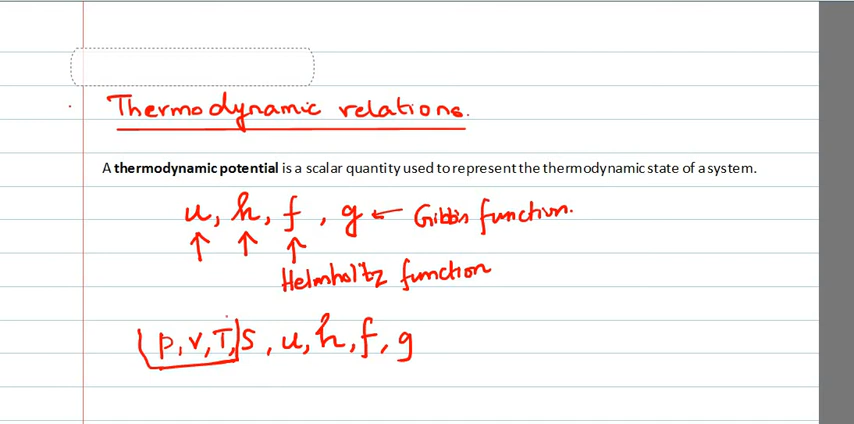 Thermodynamic relations.
A thermodynamic potential is a scalar quantity used to represent the thermodynamic state of a system.
u, h, f, g ← Gibbs function.
↑ ↑ ↑
Helmholtz function
(p, v, T,) s, u, h, f, g